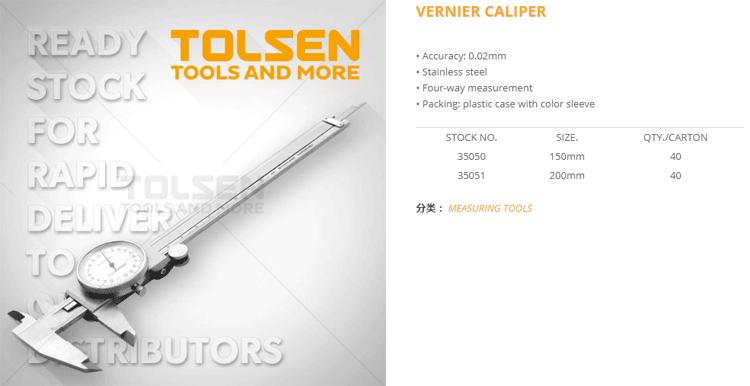 READY
STOCK
FOR
RAPID
DELIVER
TO
DISTRIBUTORS
TOLSEN
TOOLS AND MORE
TOLSEN
TOOLS AND MORE
VERNIER CALIPER
• Accuracy: 0.02mm
• Stainless steel
• Four-way measurement
• Packing: plastic case with color sleeve
STOCK NO. SIZE. QTY./CARTON
35050 150mm 40
35051 200mm 40
分类： MEASURING TOOLS